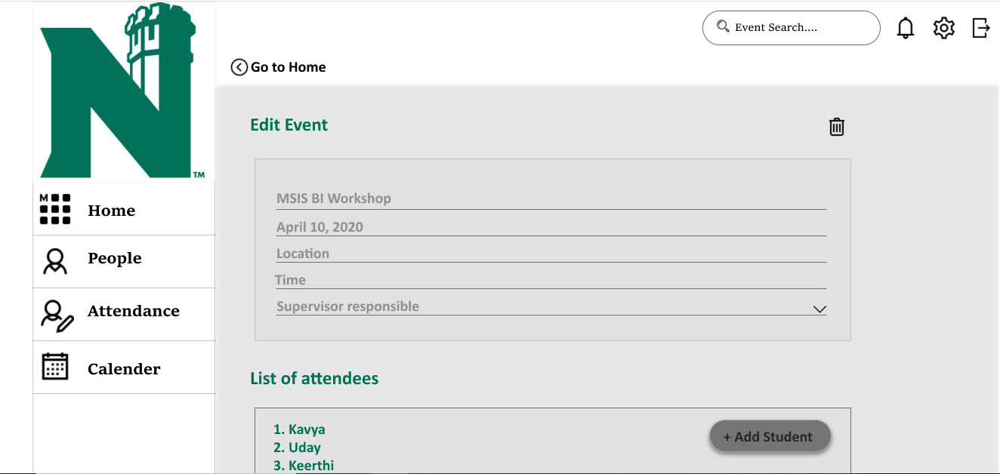 N
TM
Event Search....
Go to Home
Edit Event
M
Home
People
Attendance
Calender
MSIS BI Workshop
April 10, 2020
Location
Time
Supervisor responsible
List of attendees
1. Kavya
2. Uday
3. Keerthi
+ Add Student